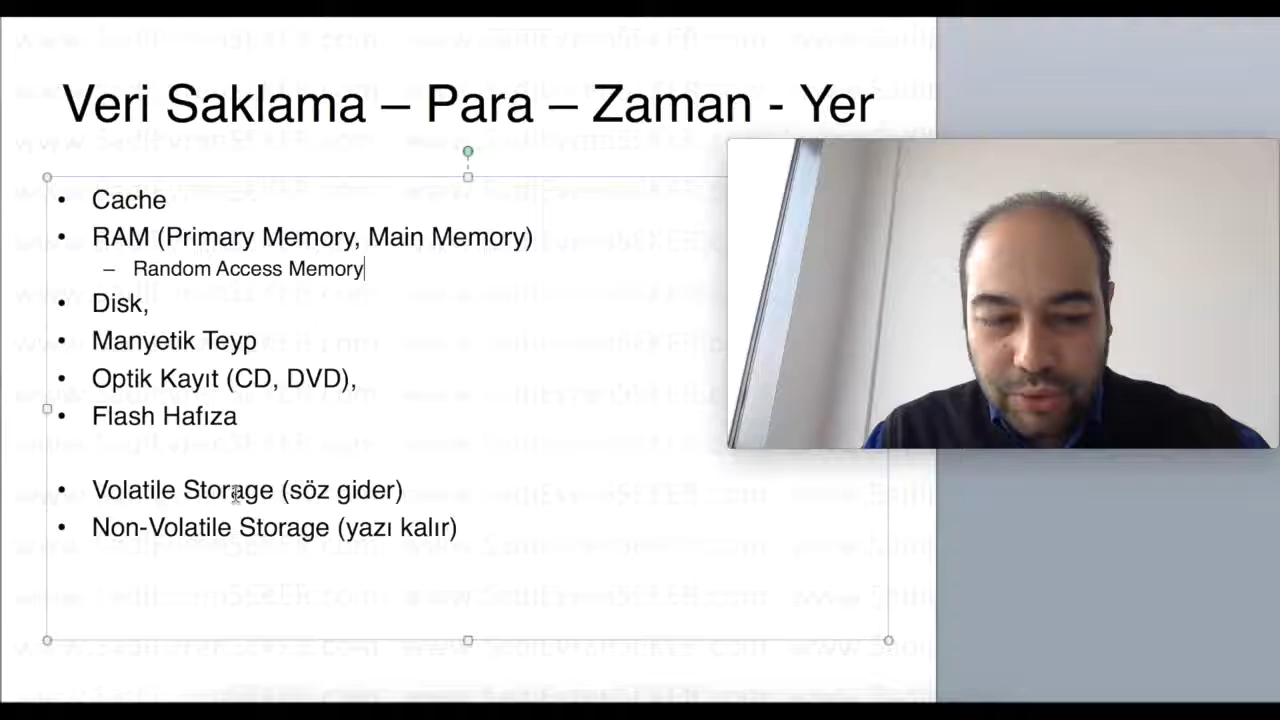 Veri Saklama – Para – Zaman - Yer
• Cache
• RAM (Primary Memory, Main Memory)
– Random Access Memory
• Disk,
• Manyetik Teyp
• Optik Kayıt (CD, DVD),
• Flash Hafıza
• Volatile Storage (söz gider)
• Non-Volatile Storage (yazı kalır)